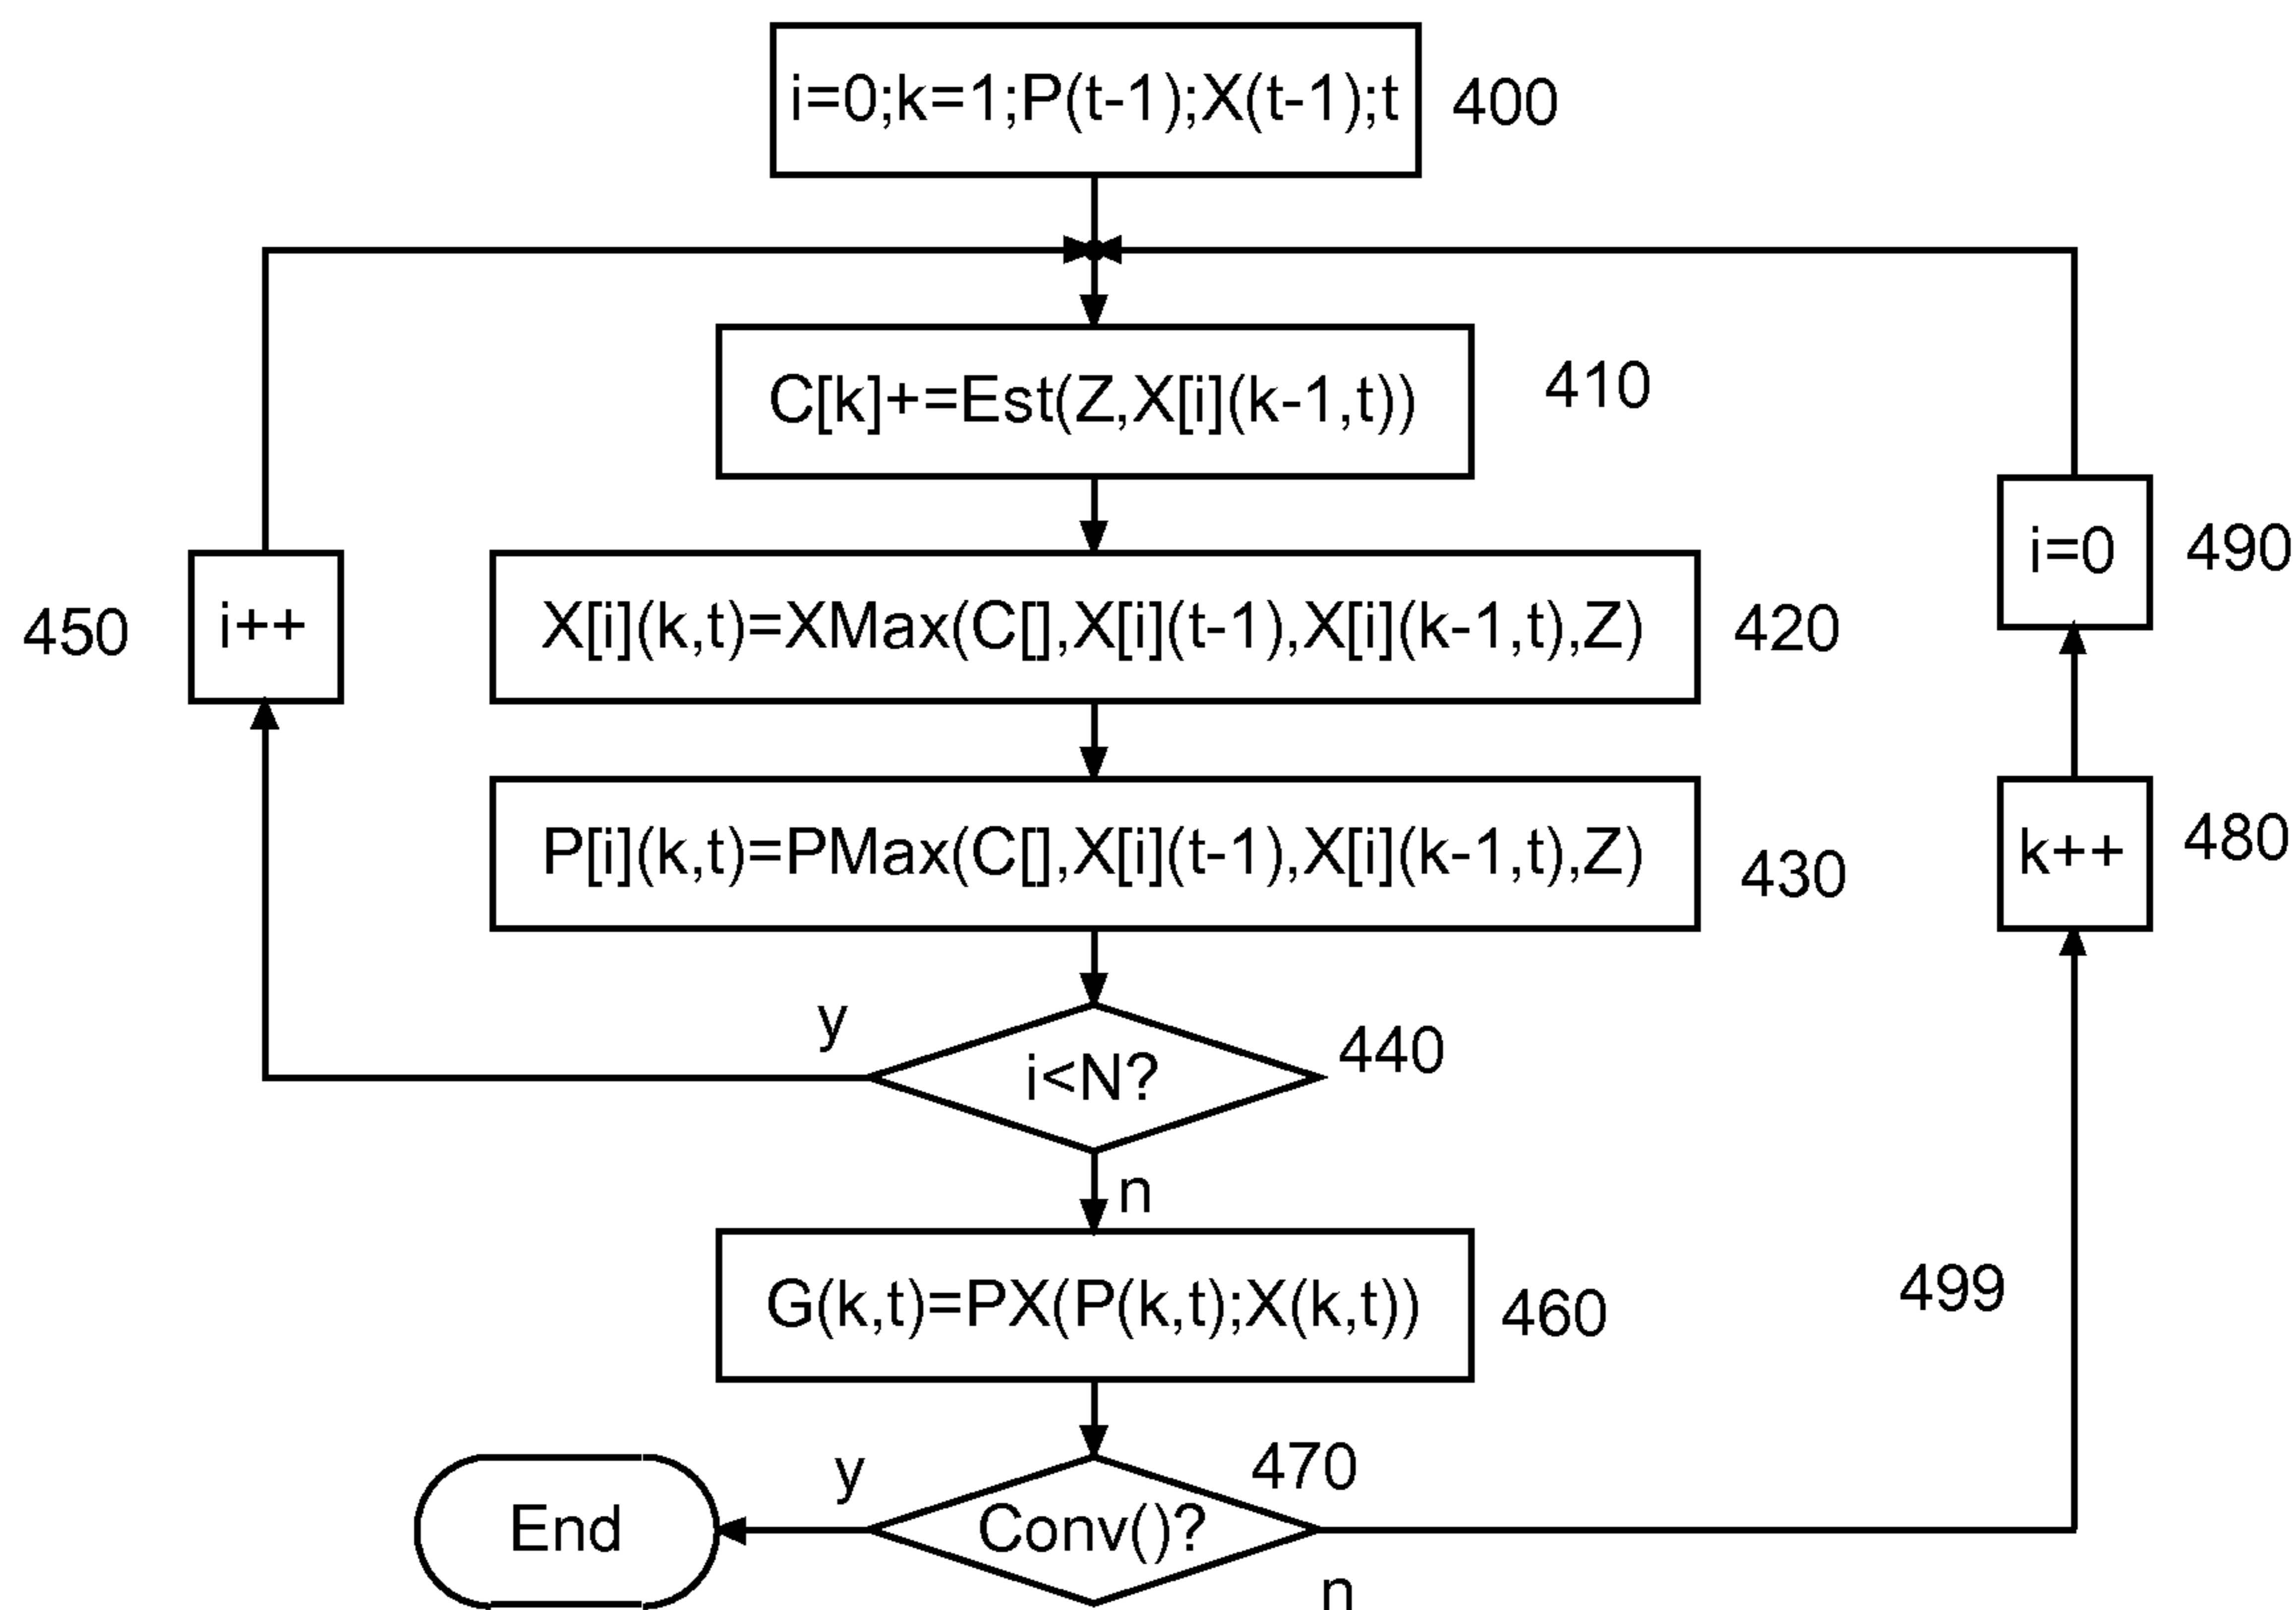 i=0;k=1;P(t-1);X(t-1);t
400
C[k]+=Est(Z,X[i](k-1,t))
410
i=0
490
450
i++
X[i](k,t)=XMax(C[],X[i](t-1),X[i](k-1,t),Z)
420
P[i](k,t)=PMax(C[],X[i](t-1),X[i](k-1,t),Z)
430
k++
480
y
i<N?
440
n
G(k,t)=PX(P(k,t);X(k,t))
460
499
End
y
Conv()?
470
n